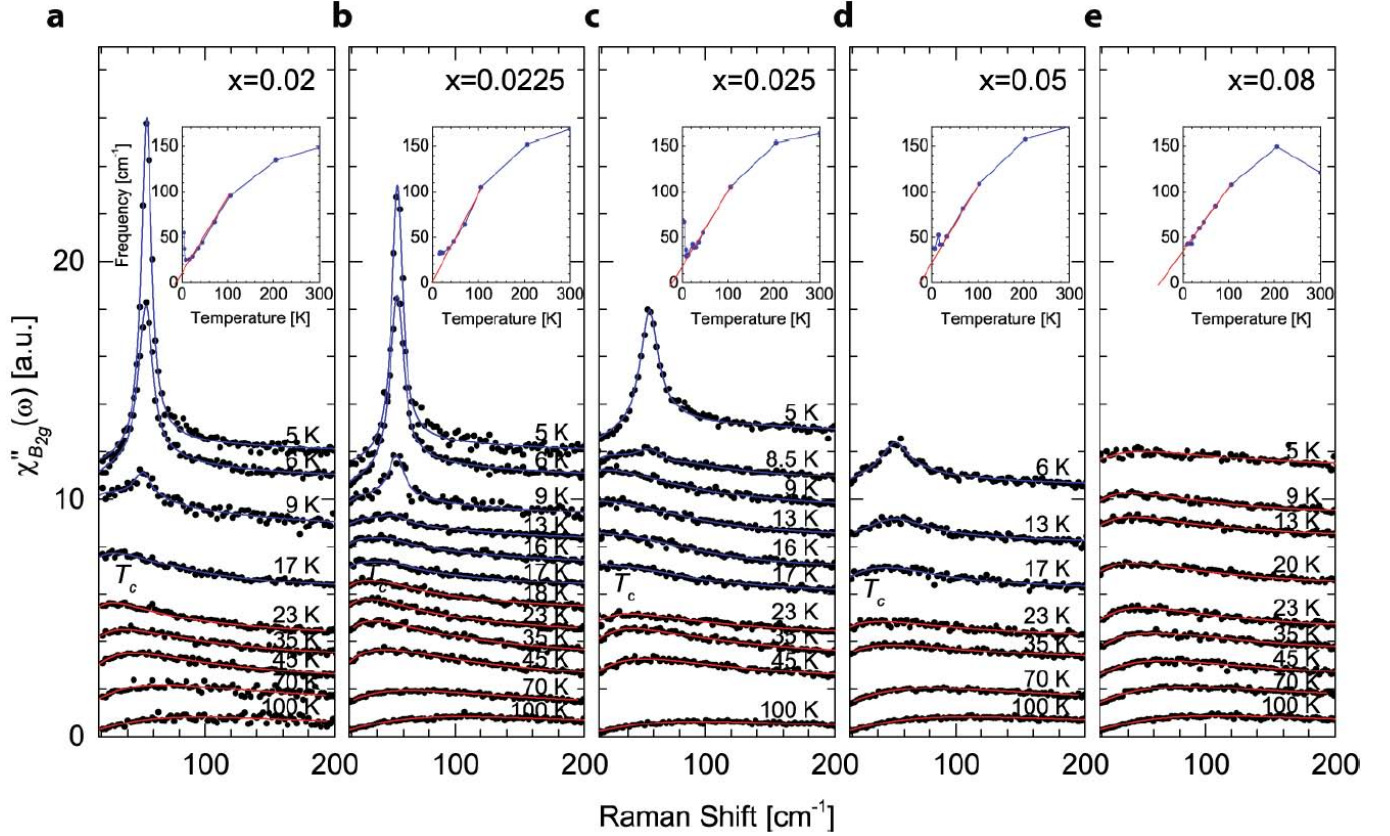 a
b
c
d
e
χ"B2g(ω) [a.u.]
20
10
0
x=0.02
Frequency [cm-1]
150
100
50
0
0 100 200 300
Temperature [K]
5 K
6 K
9 K
17 K
Tc
23 K
35 K
45 K
70 K
100 K
100 200
x=0.0225
150
100
50
0
0 100 200 300
Temperature [K]
5 K
6 K
9 K
13 K
16 K
17 K
Tc
18 K
23 K
35 K
45 K
70 K
100 K
100 200
x=0.025
150
100
50
0
0 100 200 300
Temperature [K]
5 K
8.5 K
9 K
13 K
16 K
17 K
Tc
23 K
35 K
45 K
100 K
100 200
x=0.05
150
100
50
0
0 100 200 300
Temperature [K]
6 K
13 K
17 K
Tc
23 K
35 K
70 K
100 K
100 200
x=0.08
150
100
50
0
0 100 200 300
Temperature [K]
5 K
9 K
13 K
20 K
23 K
35 K
45 K
70 K
100 K
100 200
Raman Shift [cm-1]